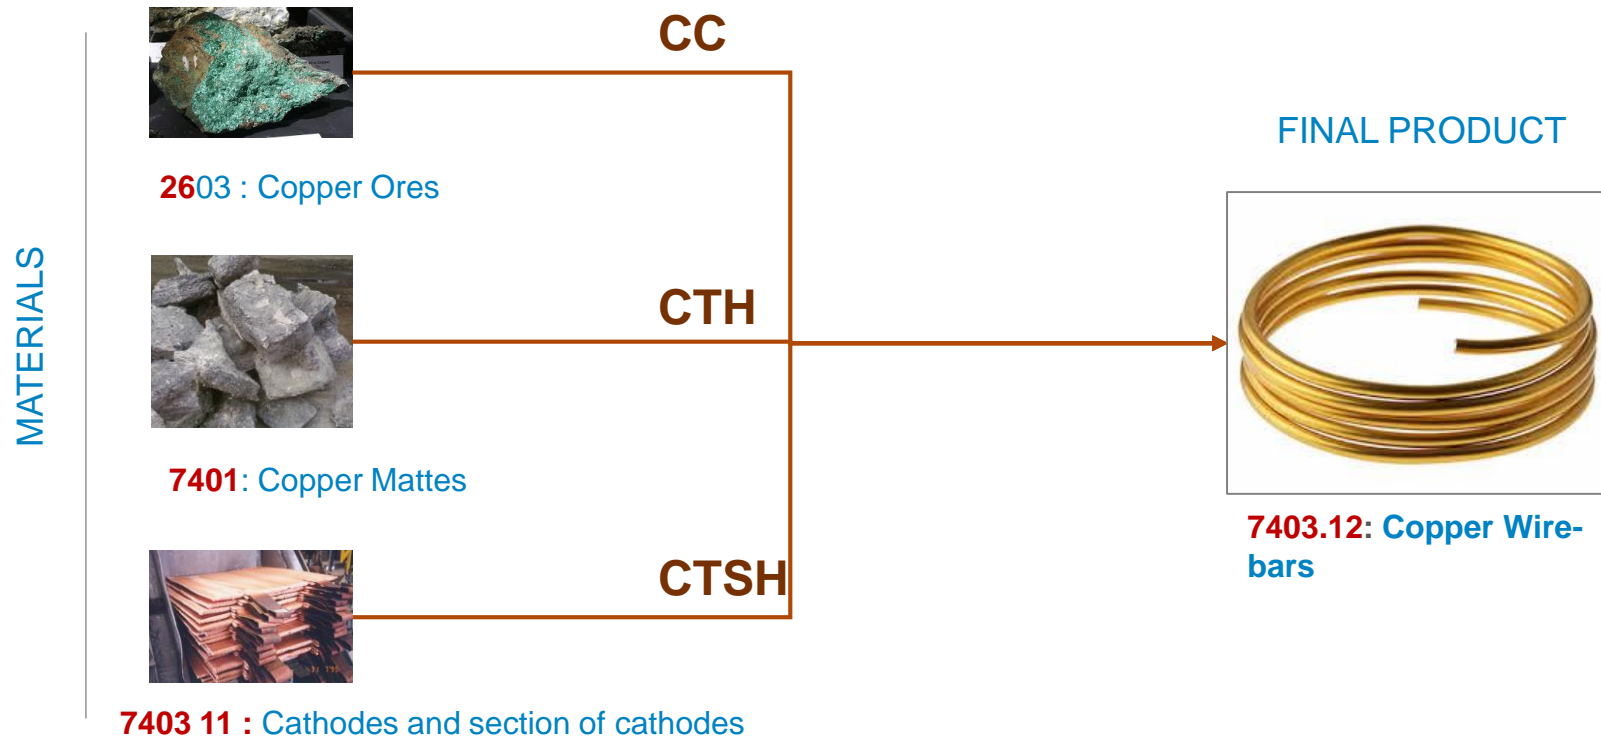 CC
FINAL PRODUCT
MATERIALS
2603 : Copper Ores
CTH
7401: Copper Mattes
7403.12: Copper Wire-
bars
CTSH
7403 11 : Cathodes and section of cathodes